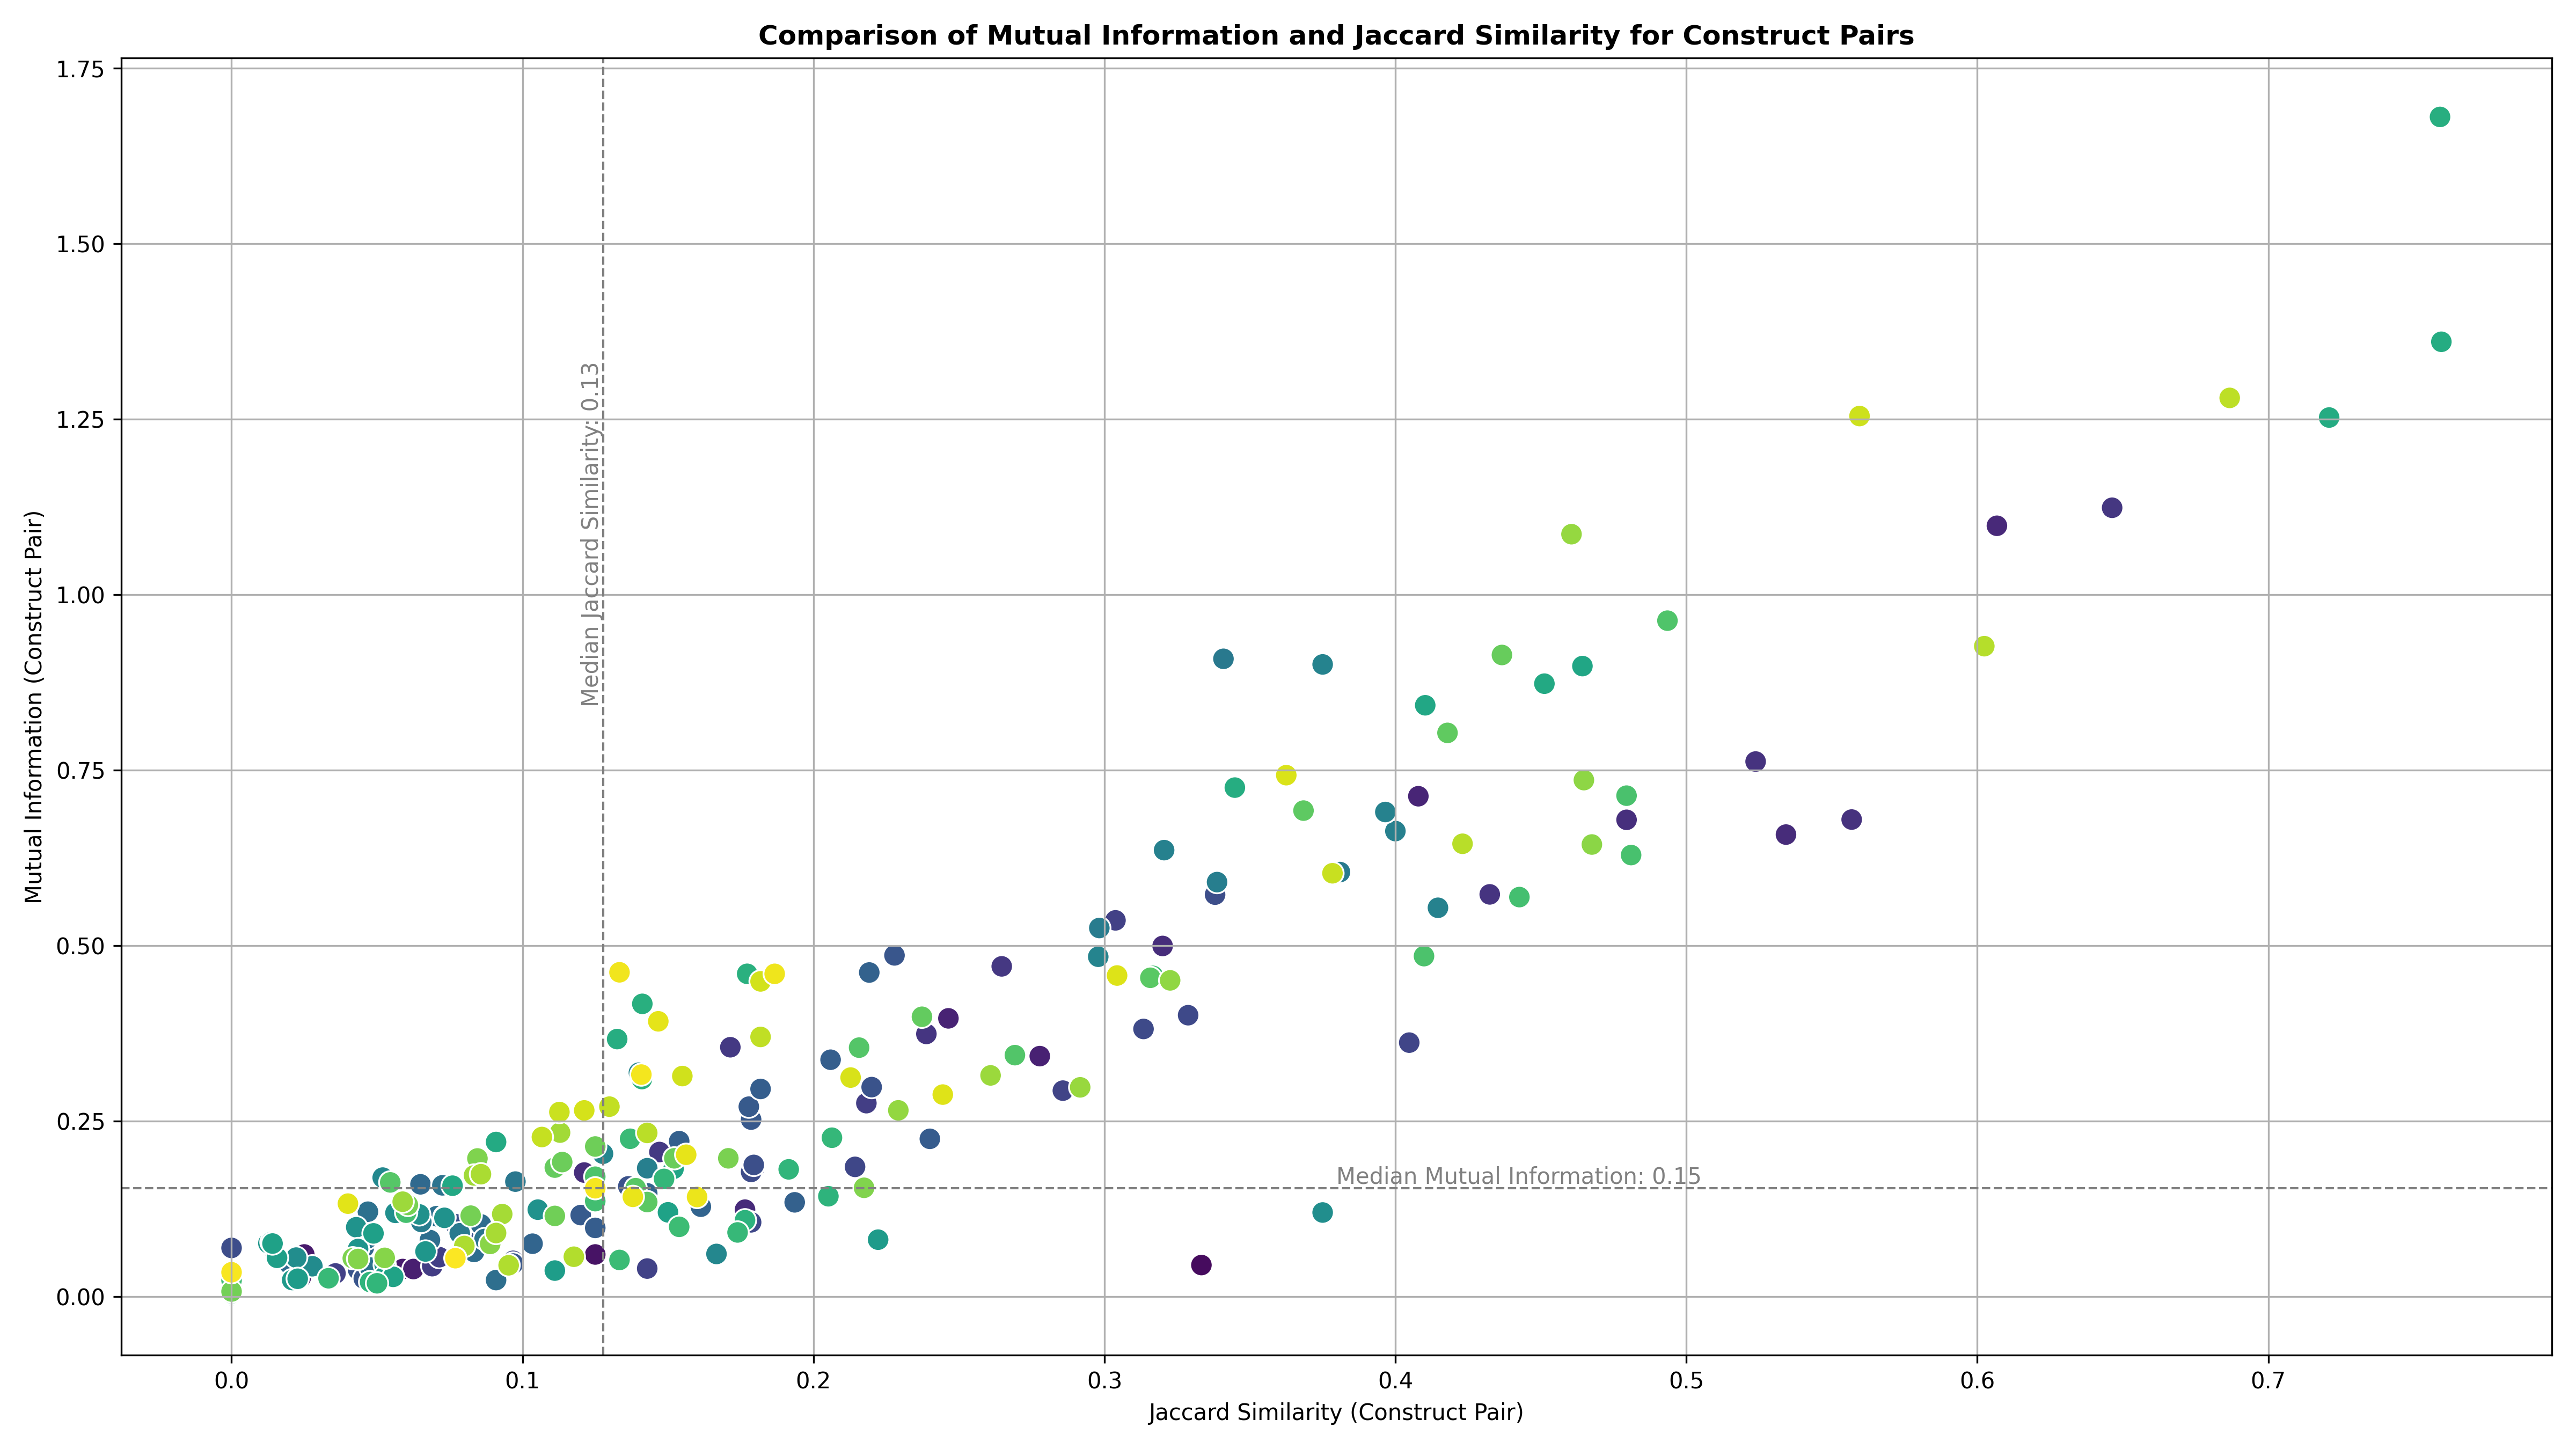 Comparison of Mutual Information and Jaccard Similarity for Construct Pairs
Mutual Information (Construct Pair)
1.75
1.50
1.25
1.00
0.75
0.50
0.25
0.00
Median Jaccard Similarity: 0.13
Median Mutual Information: 0.15
0.0 0.1 0.2 0.3 0.4 0.5 0.6 0.7
Jaccard Similarity (Construct Pair)